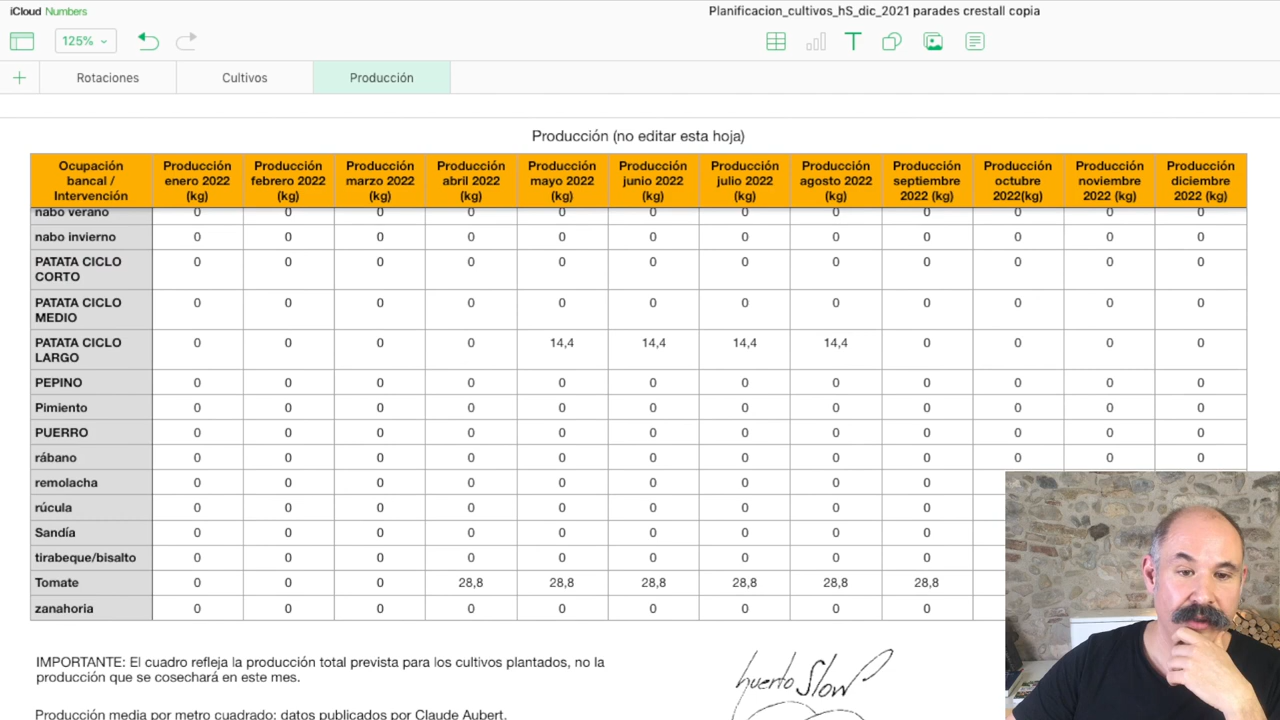 iCloud Numbers
Planificacion_cultivos_hS_dic_2021 parades crestall copia
125%
Rotaciones Cultivos Producción
Producción (no editar esta hoja)
Ocupación bancal / Intervención Producción enero 2022 (kg) Producción febrero 2022 (kg) Producción marzo 2022 (kg) Producción abril 2022 (kg) Producción mayo 2022 (kg) Producción junio 2022 (kg) Producción julio 2022 (kg) Producción agosto 2022 (kg) Producción septiembre 2022 (kg) Producción octubre 2022(kg) Producción noviembre 2022 (kg) Producción diciembre 2022 (kg)
nabo verano 0 0 0 0 0 0 0 0 0 0 0 0
nabo invierno 0 0 0 0 0 0 0 0 0 0 0 0
PATATA CICLO CORTO 0 0 0 0 0 0 0 0 0 0 0 0
PATATA CICLO MEDIO 0 0 0 0 0 0 0 0 0 0 0 0
PATATA CICLO LARGO 0 0 0 0 14,4 14,4 14,4 14,4 0 0 0 0
PEPINO 0 0 0 0 0 0 0 0 0 0 0 0
Pimiento 0 0 0 0 0 0 0 0 0 0 0 0
PUERRO 0 0 0 0 0 0 0 0 0 0 0 0
rábano 0 0 0 0 0 0 0 0 0 0 0 0
remolacha 0 0 0 0 0 0 0 0 0
rúcula 0 0 0 0 0 0 0 0 0
Sandía 0 0 0 0 0 0 0 0 0
tirabeque/bisalto 0 0 0 0 0 0 0 0 0
Tomate 0 0 0 28,8 28,8 28,8 28,8 28,8 28,8
zanahoria 0 0 0 0 0 0 0 0 0
IMPORTANTE: El cuadro refleja la producción total prevista para los cultivos plantados, no la
producción que se cosechará en este mes.
huerto Slow
Producción media por metro cuadrado: datos publicados por Claude Aubert.